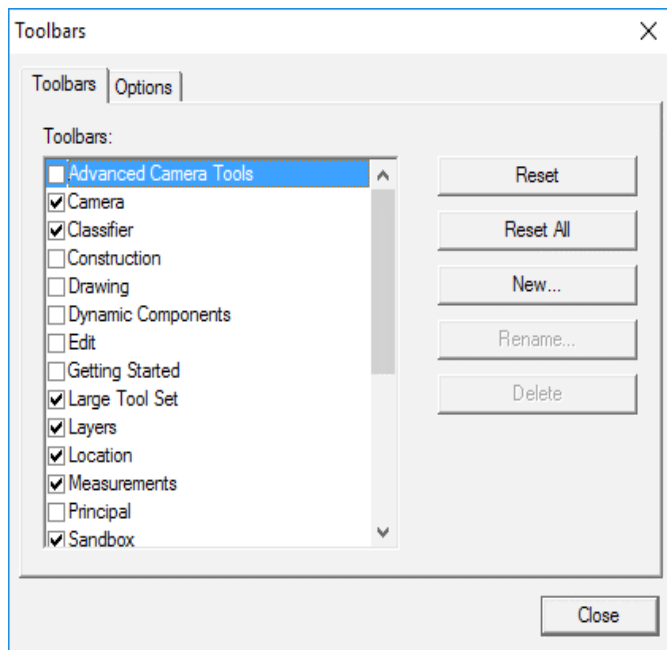 Toolbars
Toolbars
Options
Toolbars:
Advanced Camera Tools
Camera
Classifier
Construction
Drawing
Dynamic Components
Edit
Getting Started
Large Tool Set
Layers
Location
Measurements
Principal
Sandbox
Reset
Reset All
New...
Rename...
Delete
Close